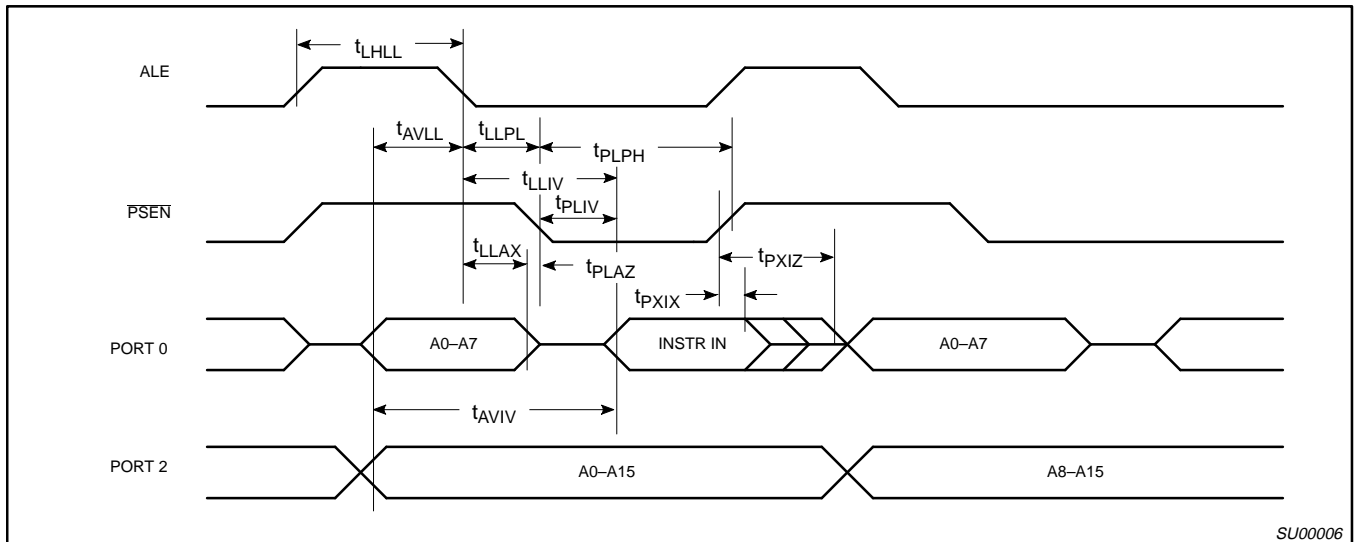 tLHLL
ALE
tAVLL
tLLPL
tPLPH
tLLIV
PSEN
tPLIV
tLLAX
tPLAZ
tPXIZ
tPXIX
PORT 0
A0–A7
INSTR IN
A0–A7
tAVIV
PORT 2
A0–A15
A8–A15
SU00006